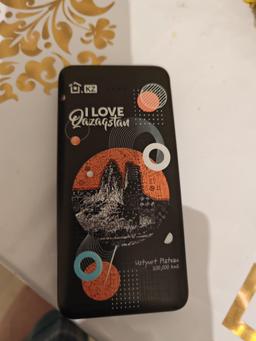 KZ
I LOVE
Qazaqstan
Ustyurt Plateau
200,000 km2